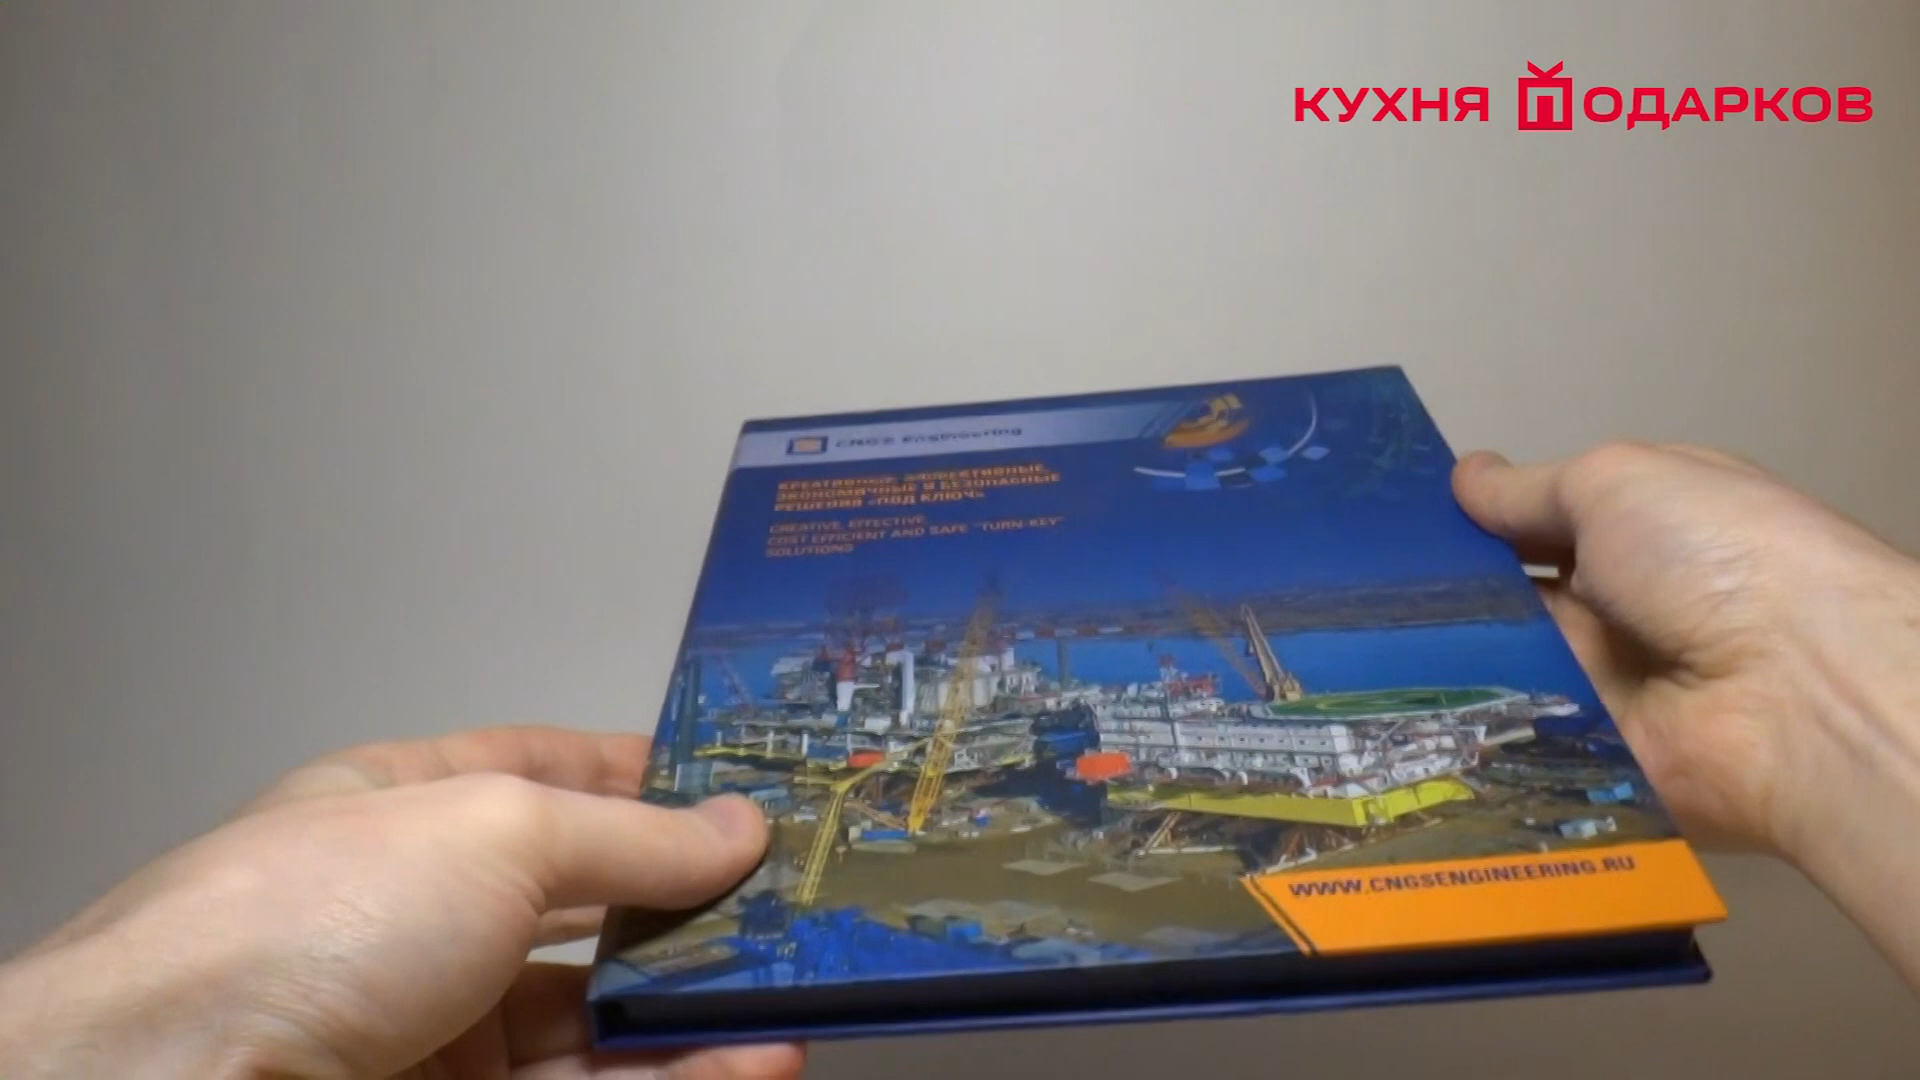 КУХНЯ ПОДАРКОВ
CNGS Engineering
КРЕАТИВНЫЕ, ЭФФЕКТИВНЫЕ,
ЭКОНОМИЧНЫЕ И БЕЗОПАСНЫЕ
РЕШЕНИЯ «ПОД КЛЮЧ»
CREATIVE, EFFECTIVE,
COST EFFICIENT AND SAFE "TURN-KEY"
SOLUTIONS
WWW.CNGSENGINEERING.RU